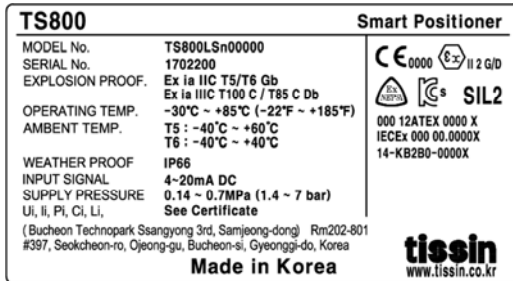 TS800 Smart Positioner
MODEL No. TS800LSn00000
SERIAL No. 1702200
EXPLOSION PROOF. Ex ia IIC T5/T6 Gb
Ex ia IIIC T100 C / T85 C Db
OPERATING TEMP. -30°C ~ +85°C (-22°F ~ +185°F)
AMBENT TEMP. T5 : -40°C ~ +60°C
T6 : -40°C ~ +40°C
WEATHER PROOF IP66
INPUT SIGNAL 4~20mA DC
SUPPLY PRESSURE 0.14 ~ 0.7MPa (1.4 ~ 7 bar)
Ui, Ii, Pi, Ci, Li, See Certificate
( Bucheon Technopark Ssangyong 3rd, Samjeong-dong) Rm202-801
#397, Seokcheon-ro, Ojeong-gu, Bucheon-si, Gyeonggi-do, Korea
Made in Korea
CE 0000 Ex II 2 G/D
Ex NEPSI KCs SIL2
000 12ATEX 0000 X
IECEx 000 00.0000X
14-KB2B0-0000X
tissin
www.tissin.co.kr